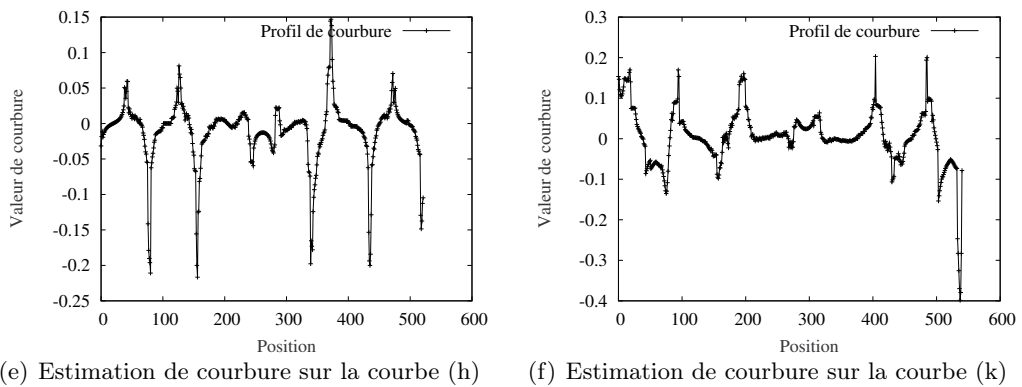 0.15
0.1
0.05
0
-0.05
-0.1
-0.15
-0.2
-0.25
0 100 200 300 400 500 600
Valeur de courbure
Position
Profil de courbure
0.3
0.2
0.1
0
-0.1
-0.2
-0.3
-0.4
0 100 200 300 400 500 600
Valeur de courbure
Position
Profil de courbure
(e) Estimation de courbure sur la courbe (h)
(f) Estimation de courbure sur la courbe (k)